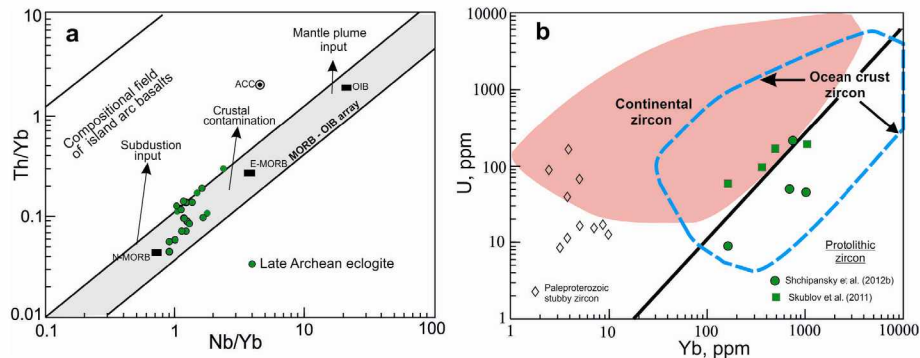 a
Th/Yb
10
1
0.1
0.01
0.1
1
10
100
Nb/Yb
Compositional field
of island arc basalts
Mantle plume
input
ACC
OIB
Crustal
contamination
MORB - OIB array
Subdustion
input
E-MORB
N-MORB
Late Archean eclogite
b
U, ppm
10000
1000
100
10
1
1
10
100
1000
10000
Yb, ppm
Ocean crust
zircon
Continental
zircon
Protolithic
zircon
Paleproterozoic
stubby zircon
Shchipansky et al. (2012b)
Skublov et al. (2011)